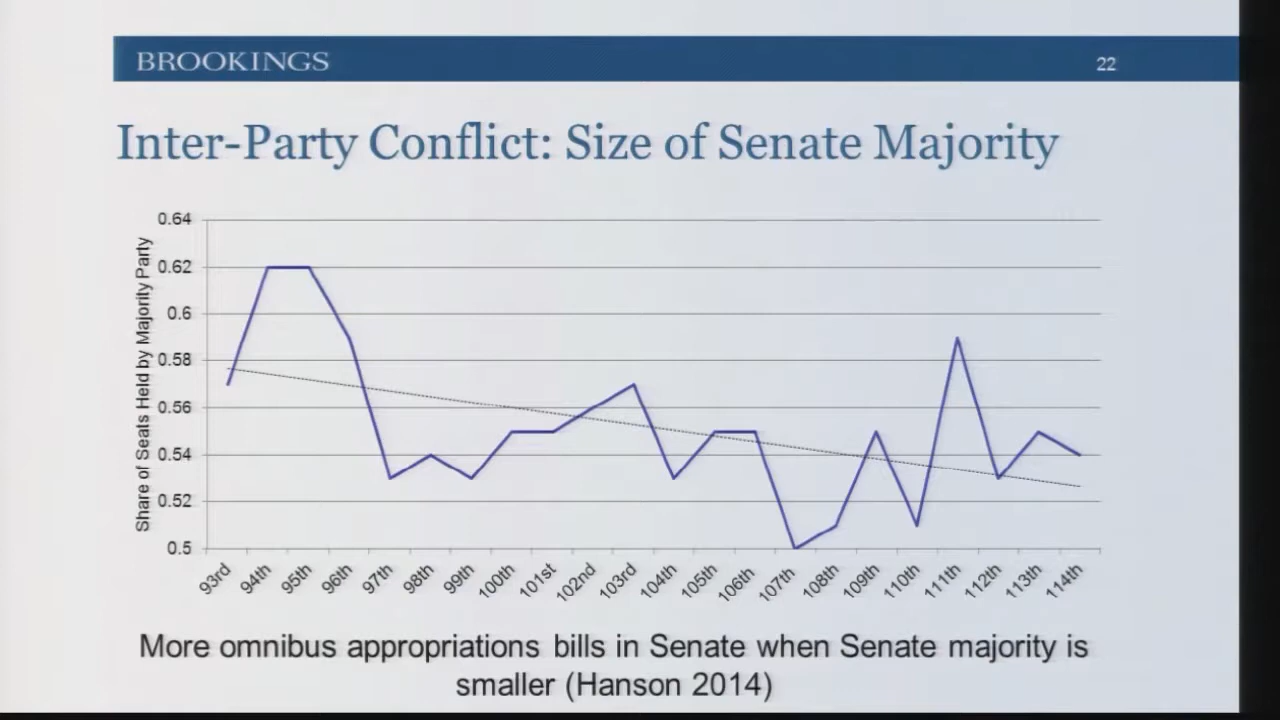 BROOKINGS
22
Inter-Party Conflict: Size of Senate Majority
Share of Seats Held by Majority Party
0.64
0.62
0.6
0.58
0.56
0.54
0.52
0.5
93rd
94th
95th
96th
97th
98th
99th
100th
101st
102nd
103rd
104th
105th
106th
107th
108th
109th
110th
111th
112th
113th
114th
More omnibus appropriations bills in Senate when Senate majority is
smaller (Hanson 2014)